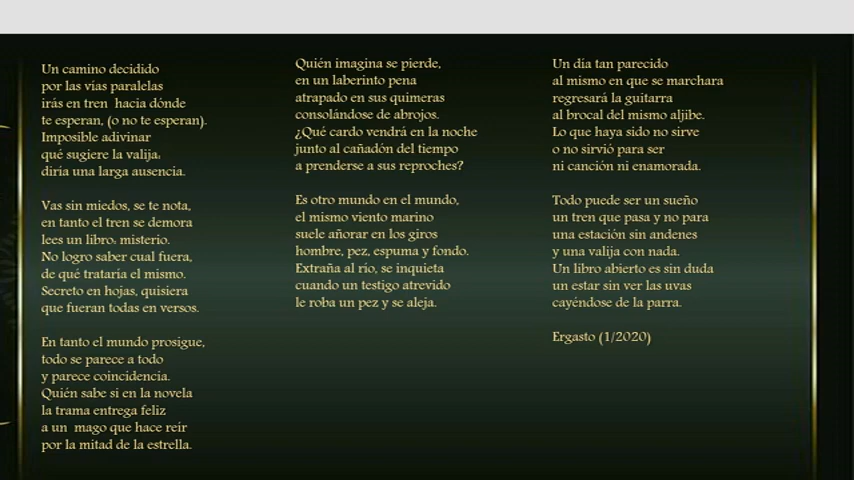 Un camino decidido
por las vías paralelas
irás en tren hacia dónde
te esperan, (o no te esperan).
Imposible adivinar
qué sugiere la valija,
diría una larga ausencia.
Vas sin miedos, se te nota,
en tanto el tren se demora
lees un libro: misterio.
No logro saber cual fuera,
de qué trataría el mismo.
Secreto en hojas, quisiera
que fueran todas en versos.
En tanto el mundo prosigue,
todo se parece a todo
y parece coincidencia.
Quién sabe si en la novela
la trama entrega feliz
a un mago que hace reír
por la mitad de la estrella.
Quién imagina se pierde,
en un laberinto pena
atrapado en sus quimeras
consolándose de abrojos.
¿Qué cardo vendrá en la noche
junto al cañadón del tiempo
a prenderse a sus reproches?
Es otro mundo en el mundo,
el mismo viento marino
suele añorar en los giros
hombre, pez, espuma y fondo.
Extraña al río, se inquieta
cuando un testigo atrevido
le roba un pez y se aleja.
Un día tan parecido
al mismo en que se marchara
regresará la guitarra
al brocal del mismo aljibe.
Lo que haya sido no sirve
o no sirvió para ser
ni canción ni enamorada.
Todo puede ser un sueño
un tren que pasa y no para
una estación sin andenes
y una valija con nada.
Un libro abierto es sin duda
un estar sin ver las uvas
cayéndose de la parra.
Ergasto (1/2020)